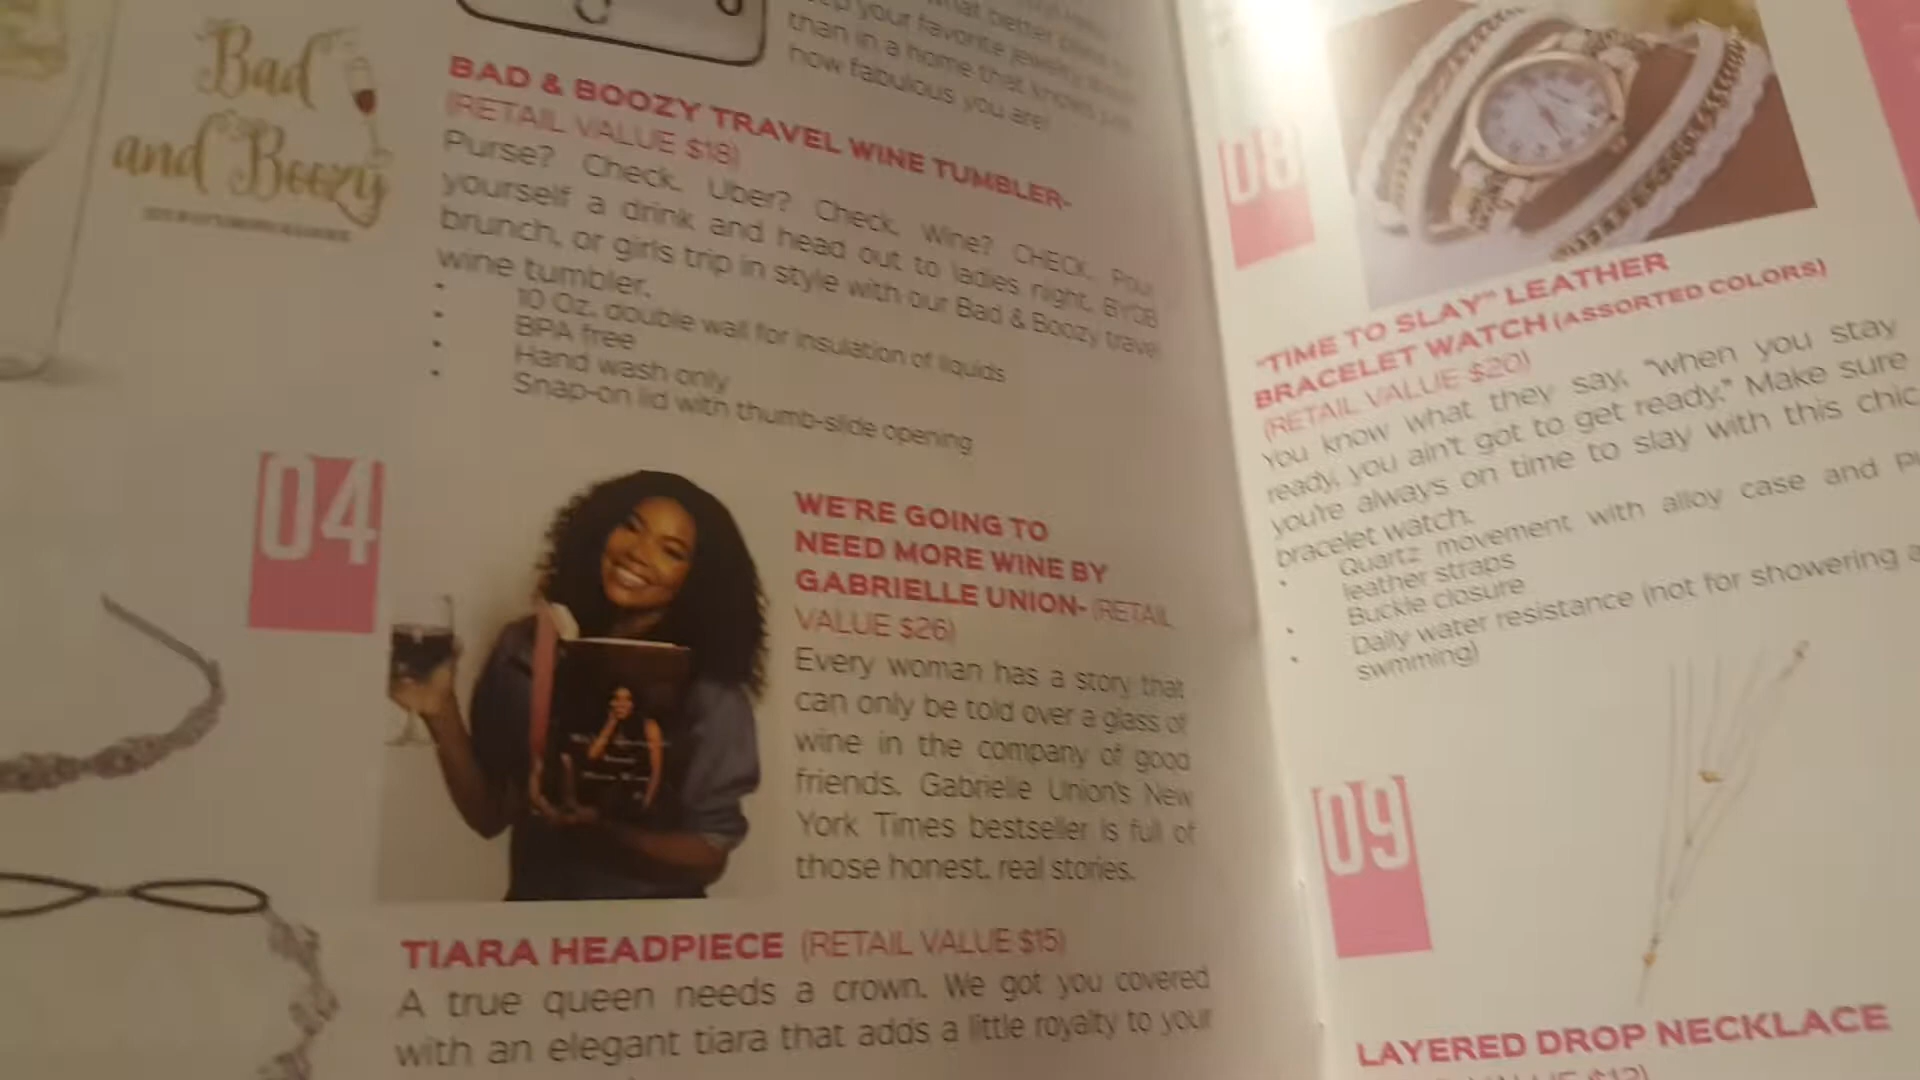 Bad
and Boozy
your favorite jewelry
than in a home that knows just
how fabulous you are!
BAD & BOOZY TRAVEL WINE TUMBLER-
(RETAIL VALUE $18)
Purse? Check. Uber? Check. Wine? CHECK. Pour
yourself a drink and head out to ladies night, BYOB
brunch, or girls trip in style with our Bad & Boozy travel
wine tumbler.
• 10 Oz. double wall for insulation of liquids
• BPA free
• Hand wash only
• Snap-on lid with thumb-slide opening
04
WE'RE GOING TO
NEED MORE WINE BY
GABRIELLE UNION- (RETAIL
VALUE $26)
Every woman has a story that
can only be told over a glass of
wine in the company of good
friends. Gabrielle Union's New
York Times bestseller is full of
those honest, real stories.
TIARA HEADPIECE (RETAIL VALUE $15)
A true queen needs a crown. We got you covered
with an elegant tiara that adds a little royalty to your
08
"TIME TO SLAY" LEATHER
BRACELET WATCH (ASSORTED COLORS)
(RETAIL VALUE $20)
You know what they say, "when you stay
ready, you ain't got to get ready." Make sure
you're always on time to slay with this chic
bracelet watch.
• Quartz movement with alloy case and
leather straps
• Buckle closure
• Daily water resistance (not for showering
swmming)
09
LAYERED DROP NECKLACE